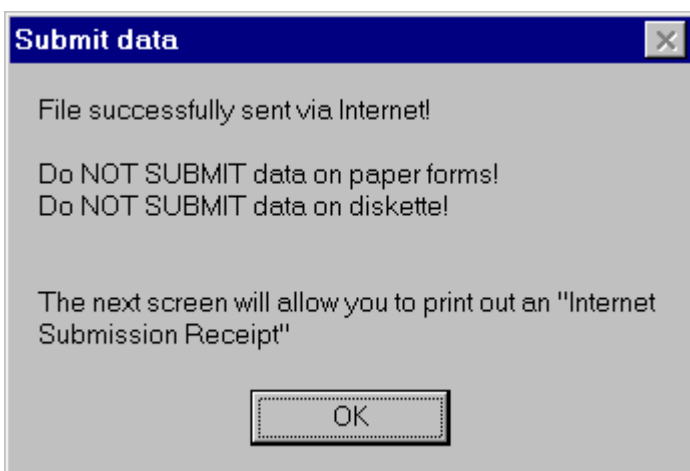 Submit data
File successfully sent via Internet!
Do NOT SUBMIT data on paper forms!
Do NOT SUBMIT data on diskette!
The next screen will allow you to print out an "Internet
Submission Receipt"
OK